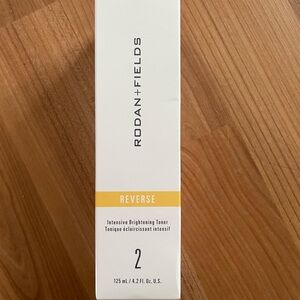 RODAN+FIELDS
REVERSE
Intensive Brightening Toner
Tonique éclaircissant intensif
2
125 mL / 4.2 Fl. Oz. U.S.